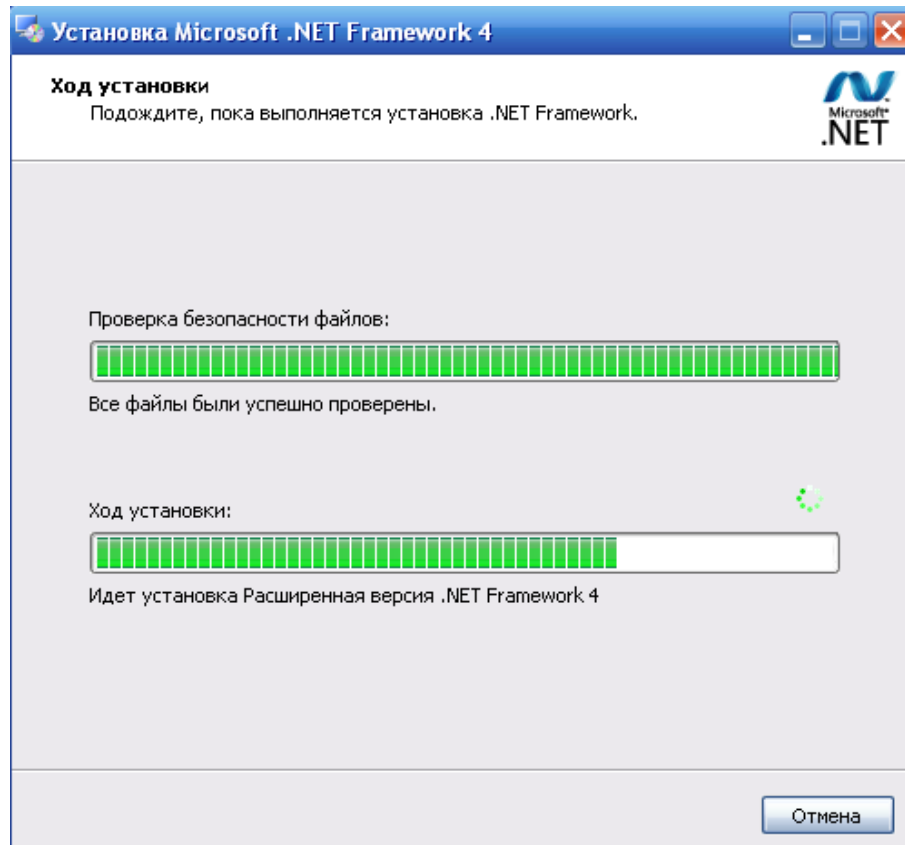 Установка Microsoft .NET Framework 4
Ход установки
Подождите, пока выполняется установка .NET Framework.
Microsoft®
.NET
Проверка безопасности файлов:
Все файлы были успешно проверены.
Ход установки:
Идет установка Расширенная версия .NET Framework 4
Отмена